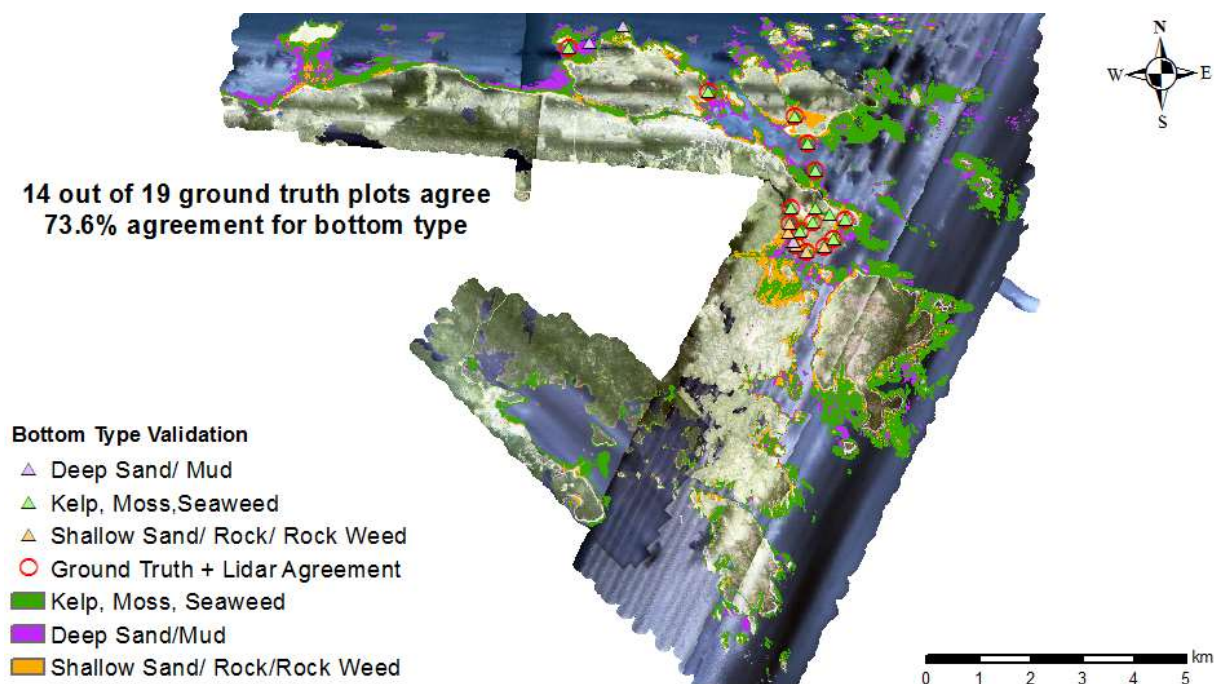 N
W E
S
14 out of 19 ground truth plots agree
73.6% agreement for bottom type
Bottom Type Validation
Deep Sand/ Mud
Kelp, Moss,Seaweed
Shallow Sand/ Rock/ Rock Weed
Ground Truth + Lidar Agreement
Kelp, Moss, Seaweed
Deep Sand/Mud
Shallow Sand/ Rock/Rock Weed
km
0 1 2 3 4 5